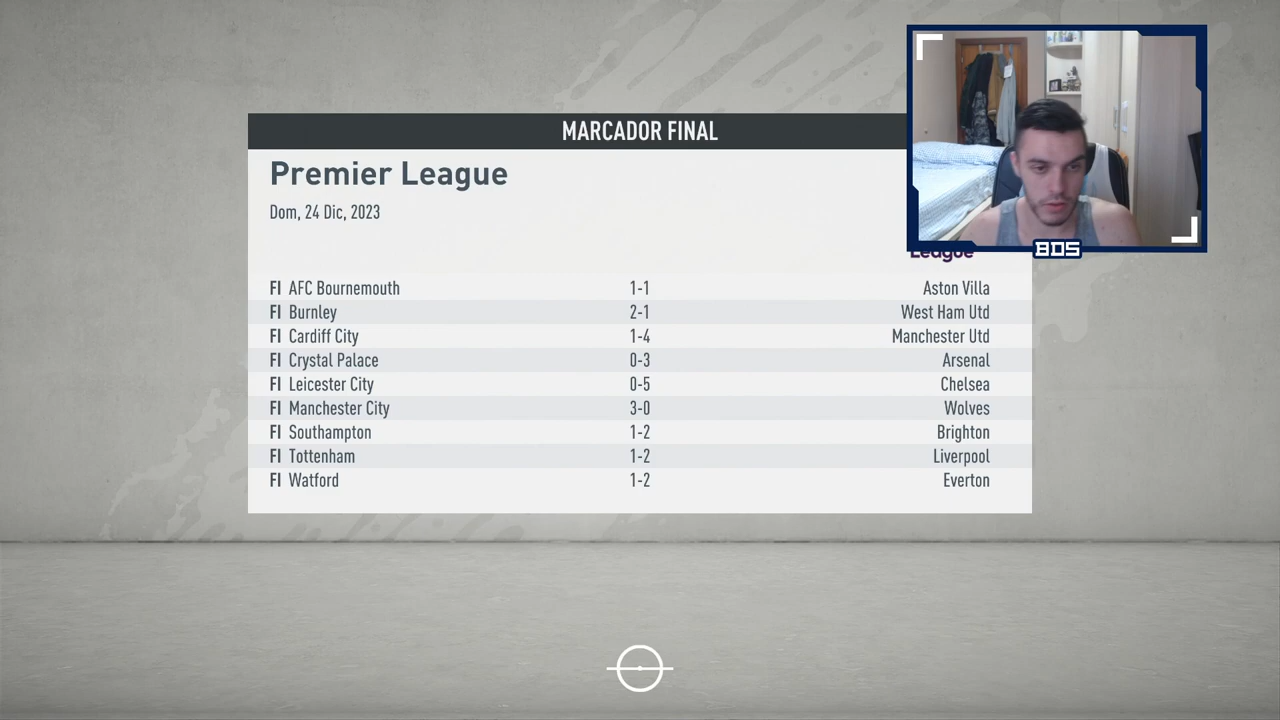 MARCADOR FINAL
Premier League
Dom, 24 Dic, 2023
League
BDS
FI AFC Bournemouth 1-1 Aston Villa
FI Burnley 2-1 West Ham Utd
FI Cardiff City 1-4 Manchester Utd
FI Crystal Palace 0-3 Arsenal
FI Leicester City 0-5 Chelsea
FI Manchester City 3-0 Wolves
FI Southampton 1-2 Brighton
FI Tottenham 1-2 Liverpool
FI Watford 1-2 Everton